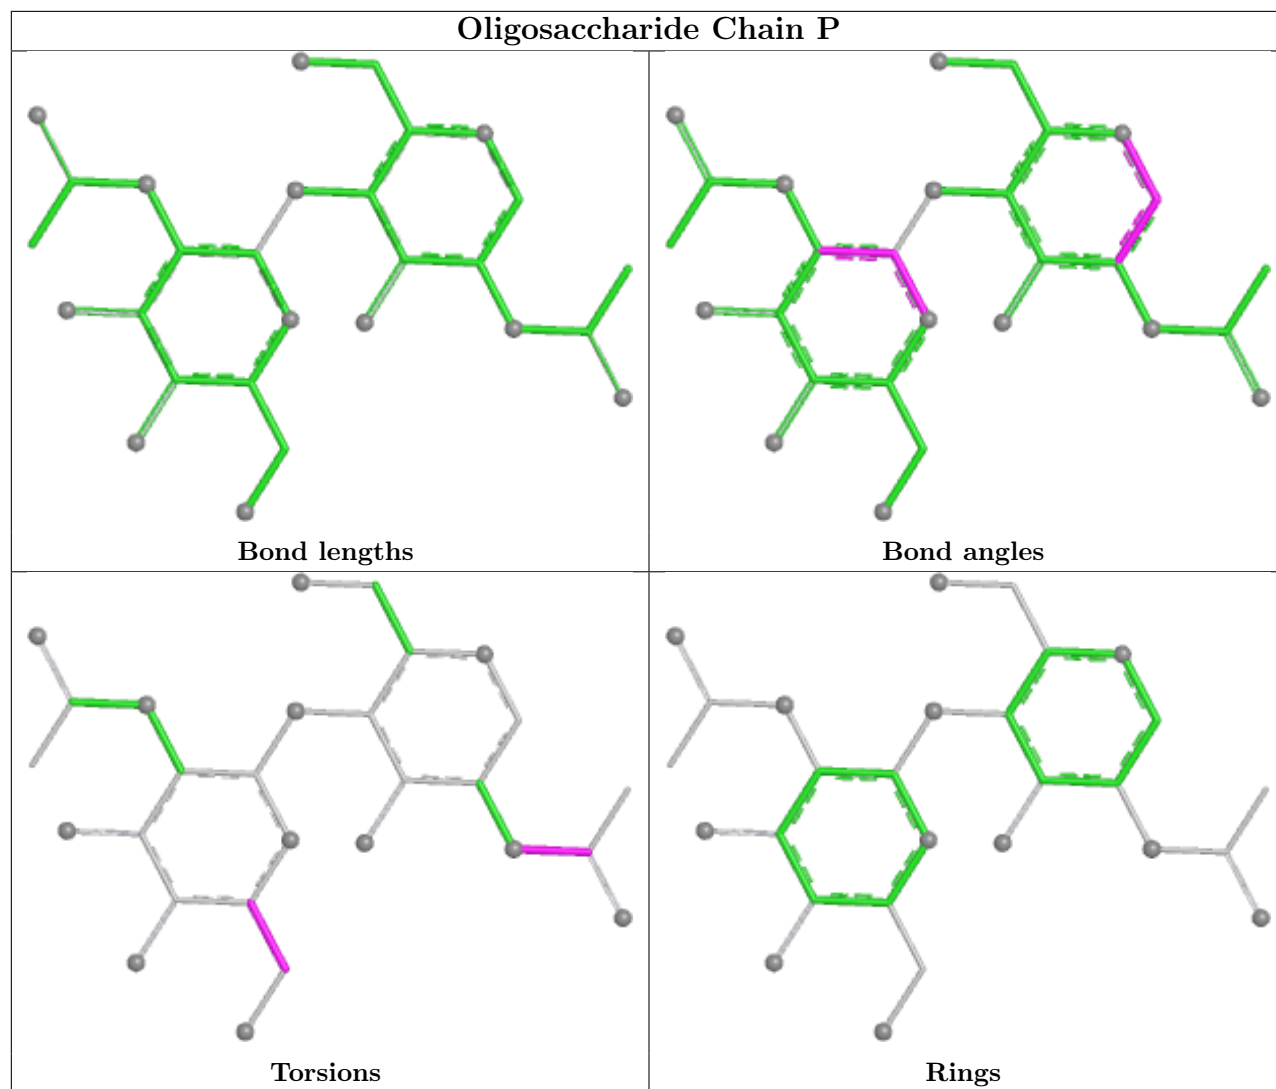 Oligosaccharide Chain P
Bond lengths
Bond angles
Torsions
Rings